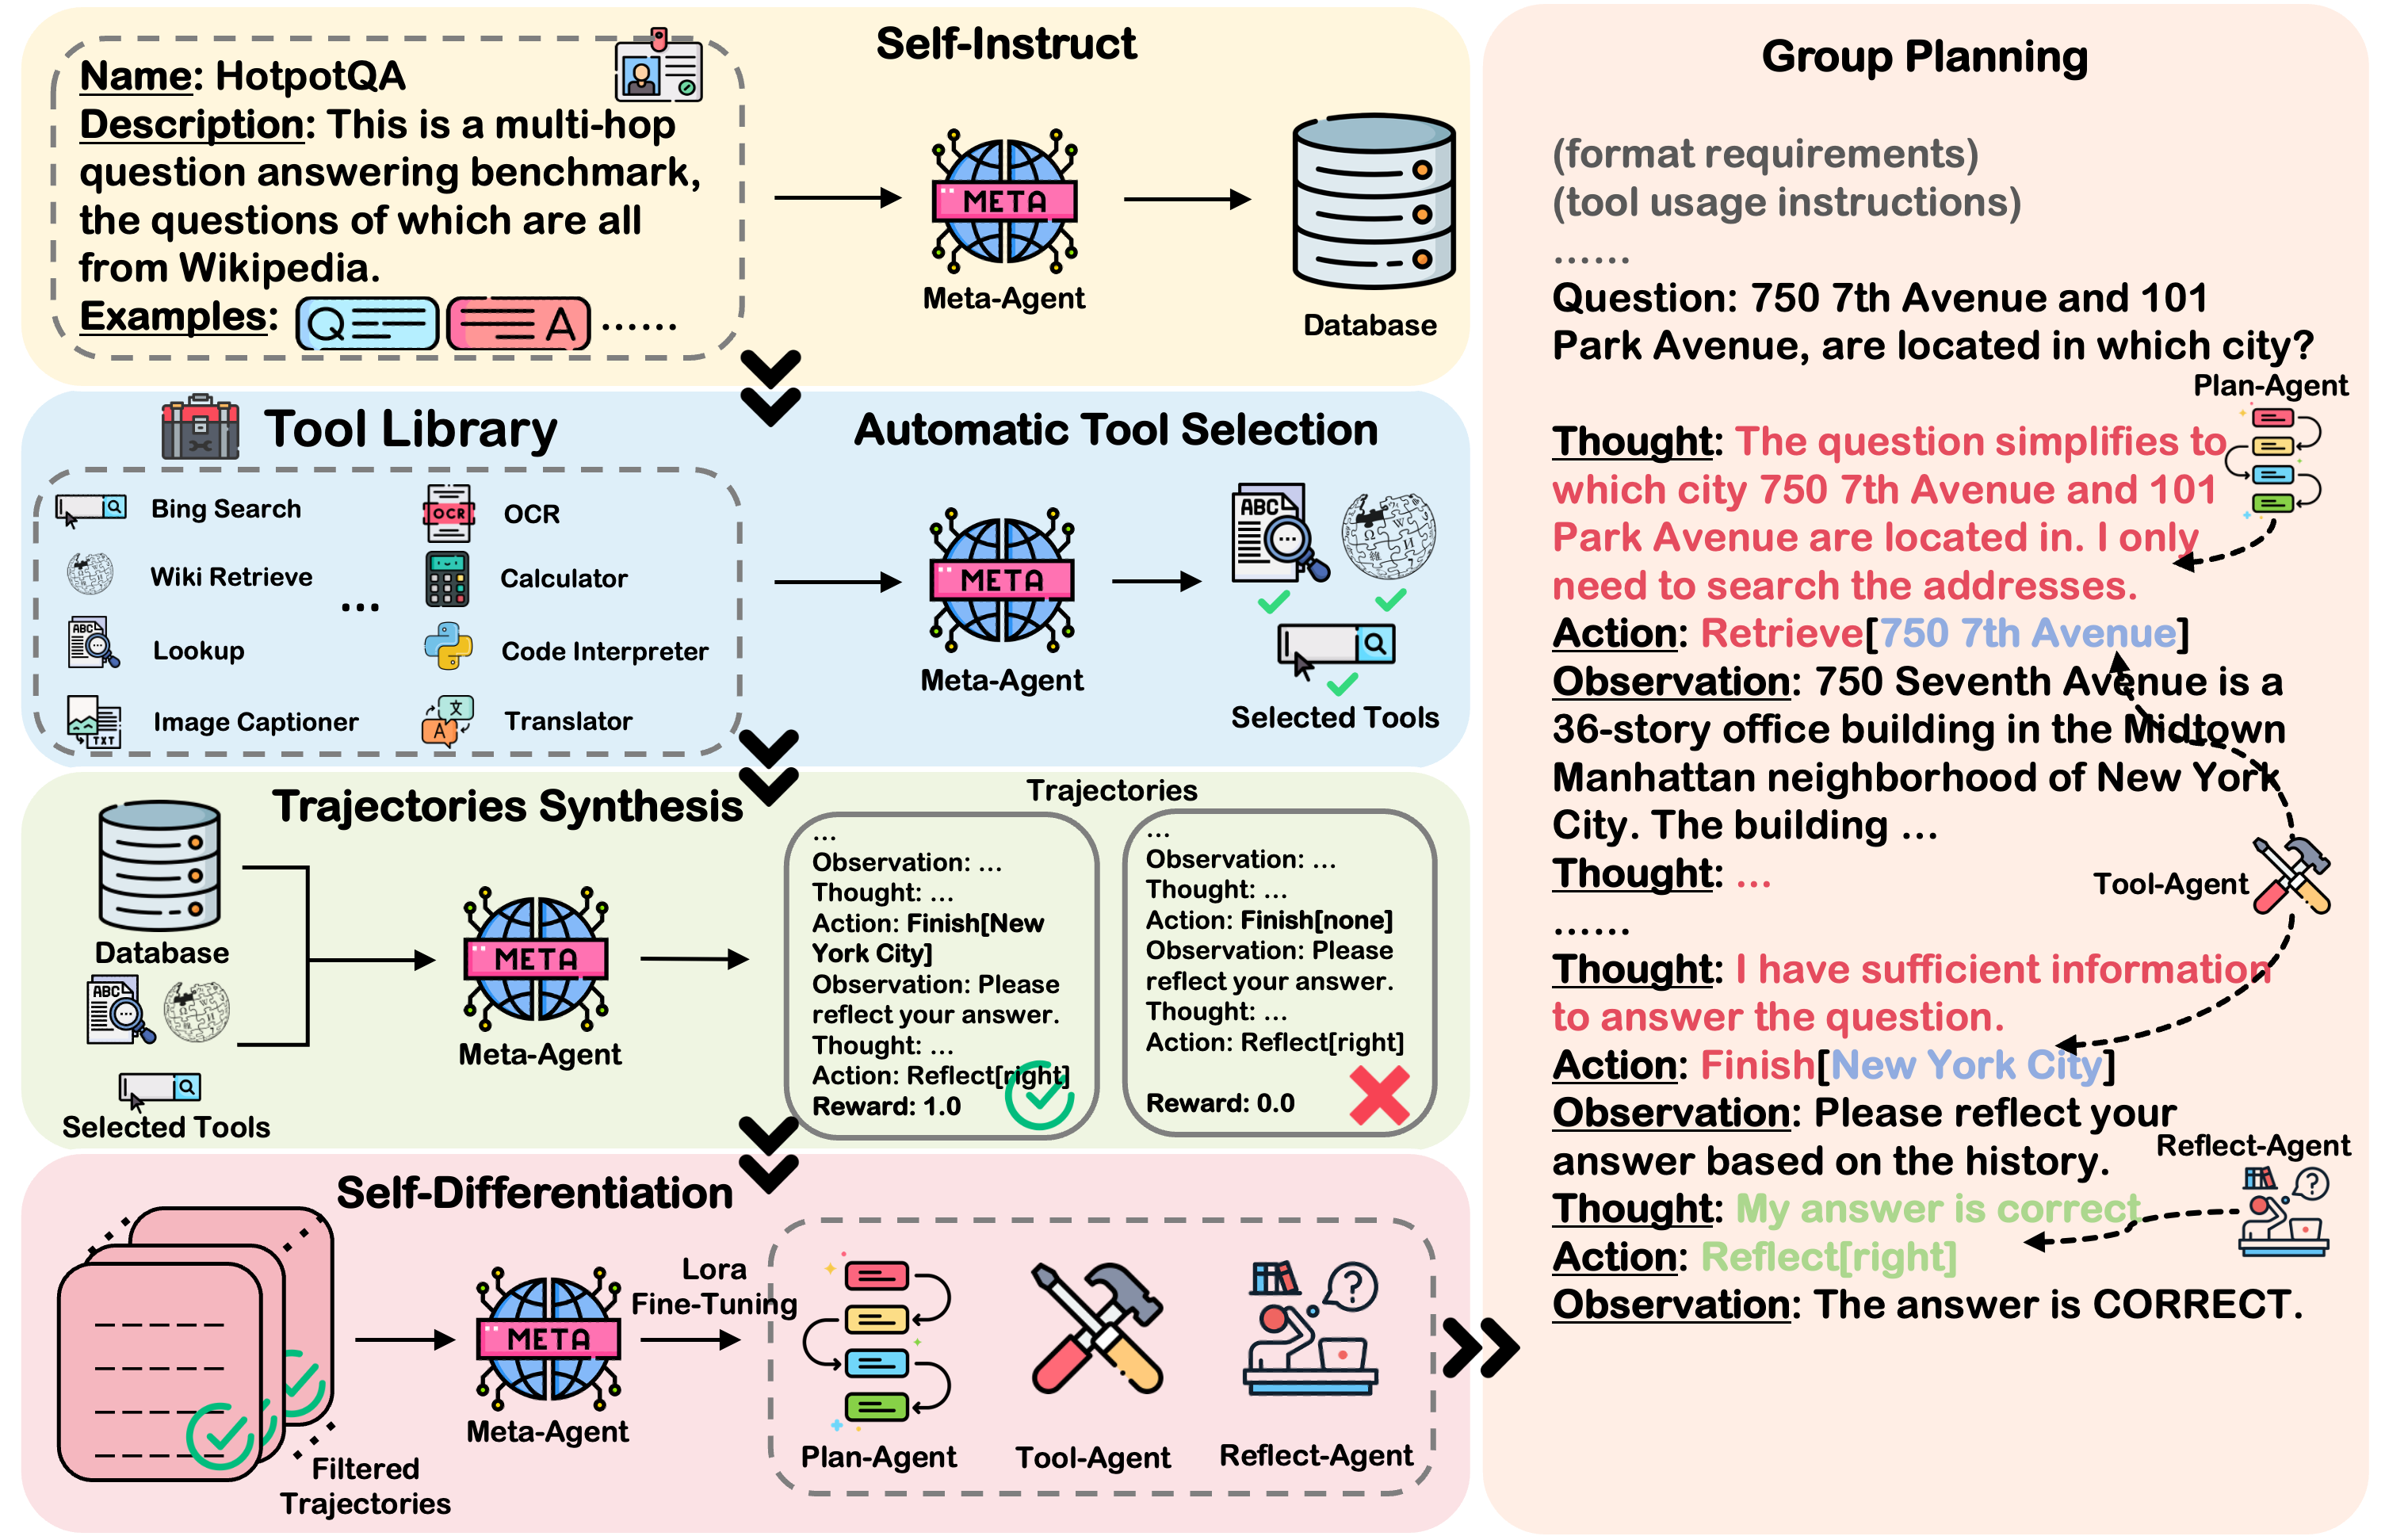 Self-Instruct
Name: HotpotQA
Description: This is a multi-hop
question answering benchmark,
the questions of which are all
from Wikipedia.
Examples: Q A ......
META
Meta-Agent
Database
Tool Library
Bing Search
OCR
OCR
Wiki Retrieve
Calculator
...
ABC
Lookup
Code Interpreter
TXT
Image Captioner
文
A
Translator
Automatic Tool Selection
META
Meta-Agent
ABC
Selected Tools
Trajectories Synthesis
Database
ABC
Selected Tools
META
Meta-Agent
Trajectories
...
Observation: ...
Thought: ...
Action: Finish[New
York City]
Observation: Please
reflect your answer.
Thought: ...
Action: Reflect[right]
Reward: 1.0
...
Observation: ...
Thought: ...
Action: Finish[none]
Observation: Please
reflect your answer.
Thought: ...
Action: Reflect[right]
Reward: 0.0
Self-Differentiation
Filtered
Trajectories
META
Meta-Agent
Lora
Fine-Tuning
Plan-Agent
Tool-Agent
?
Reflect-Agent
Group Planning
(format requirements)
(tool usage instructions)
......
Question: 750 7th Avenue and 101
Park Avenue, are located in which city?
Plan-Agent
Thought: The question simplifies to
which city 750 7th Avenue and 101
Park Avenue are located in. I only
need to search the addresses.
Action: Retrieve[750 7th Avenue]
Observation: 750 Seventh Avenue is a
36-story office building in the Midtown
Manhattan neighborhood of New York
City. The building ...
Thought: ...
Tool-Agent
......
Thought: I have sufficient information
to answer the question.
Action: Finish[New York City]
Observation: Please reflect your
answer based on the history.
Reflect-Agent
?
Thought: My answer is correct
Action: Reflect[right]
Observation: The answer is CORRECT.